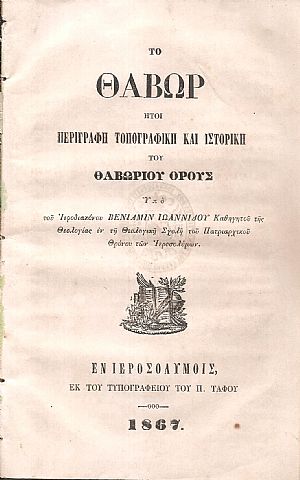 ΤΟ
ΘΑΒΩΡ
ΗΤΟΙ
ΠΕΡΙΓΡΑΦΗ ΤΟΠΟΓΡΑΦΙΚΗ ΚΑΙ ΙΣΤΟΡΙΚΗ
ΤΟΥ
ΘΑΒΩΡΙΟΥ ΟΡΟΥΣ
Ὑπὸ
τοῦ Ἱεροδιακόνου ΒΕΝΙΑΜΙΝ ΙΩΑΝΝΙΔΟΥ Καθηγητοῦ τῆς
Θεολογίας ἐν τῇ Θεολογικῇ Σχολῇ τοῦ Πατριαρχικοῦ
Θρόνου τῶν Ἱεροσολύμων.
ΕΝ ΙΕΡΟΣΟΛΥΜΟΙΣ,
ΕΚ ΤΟΥ ΤΥΠΟΓΡΑΦΕΙΟΥ ΤΟΥ Π. ΤΑΦΟΥ
1867.